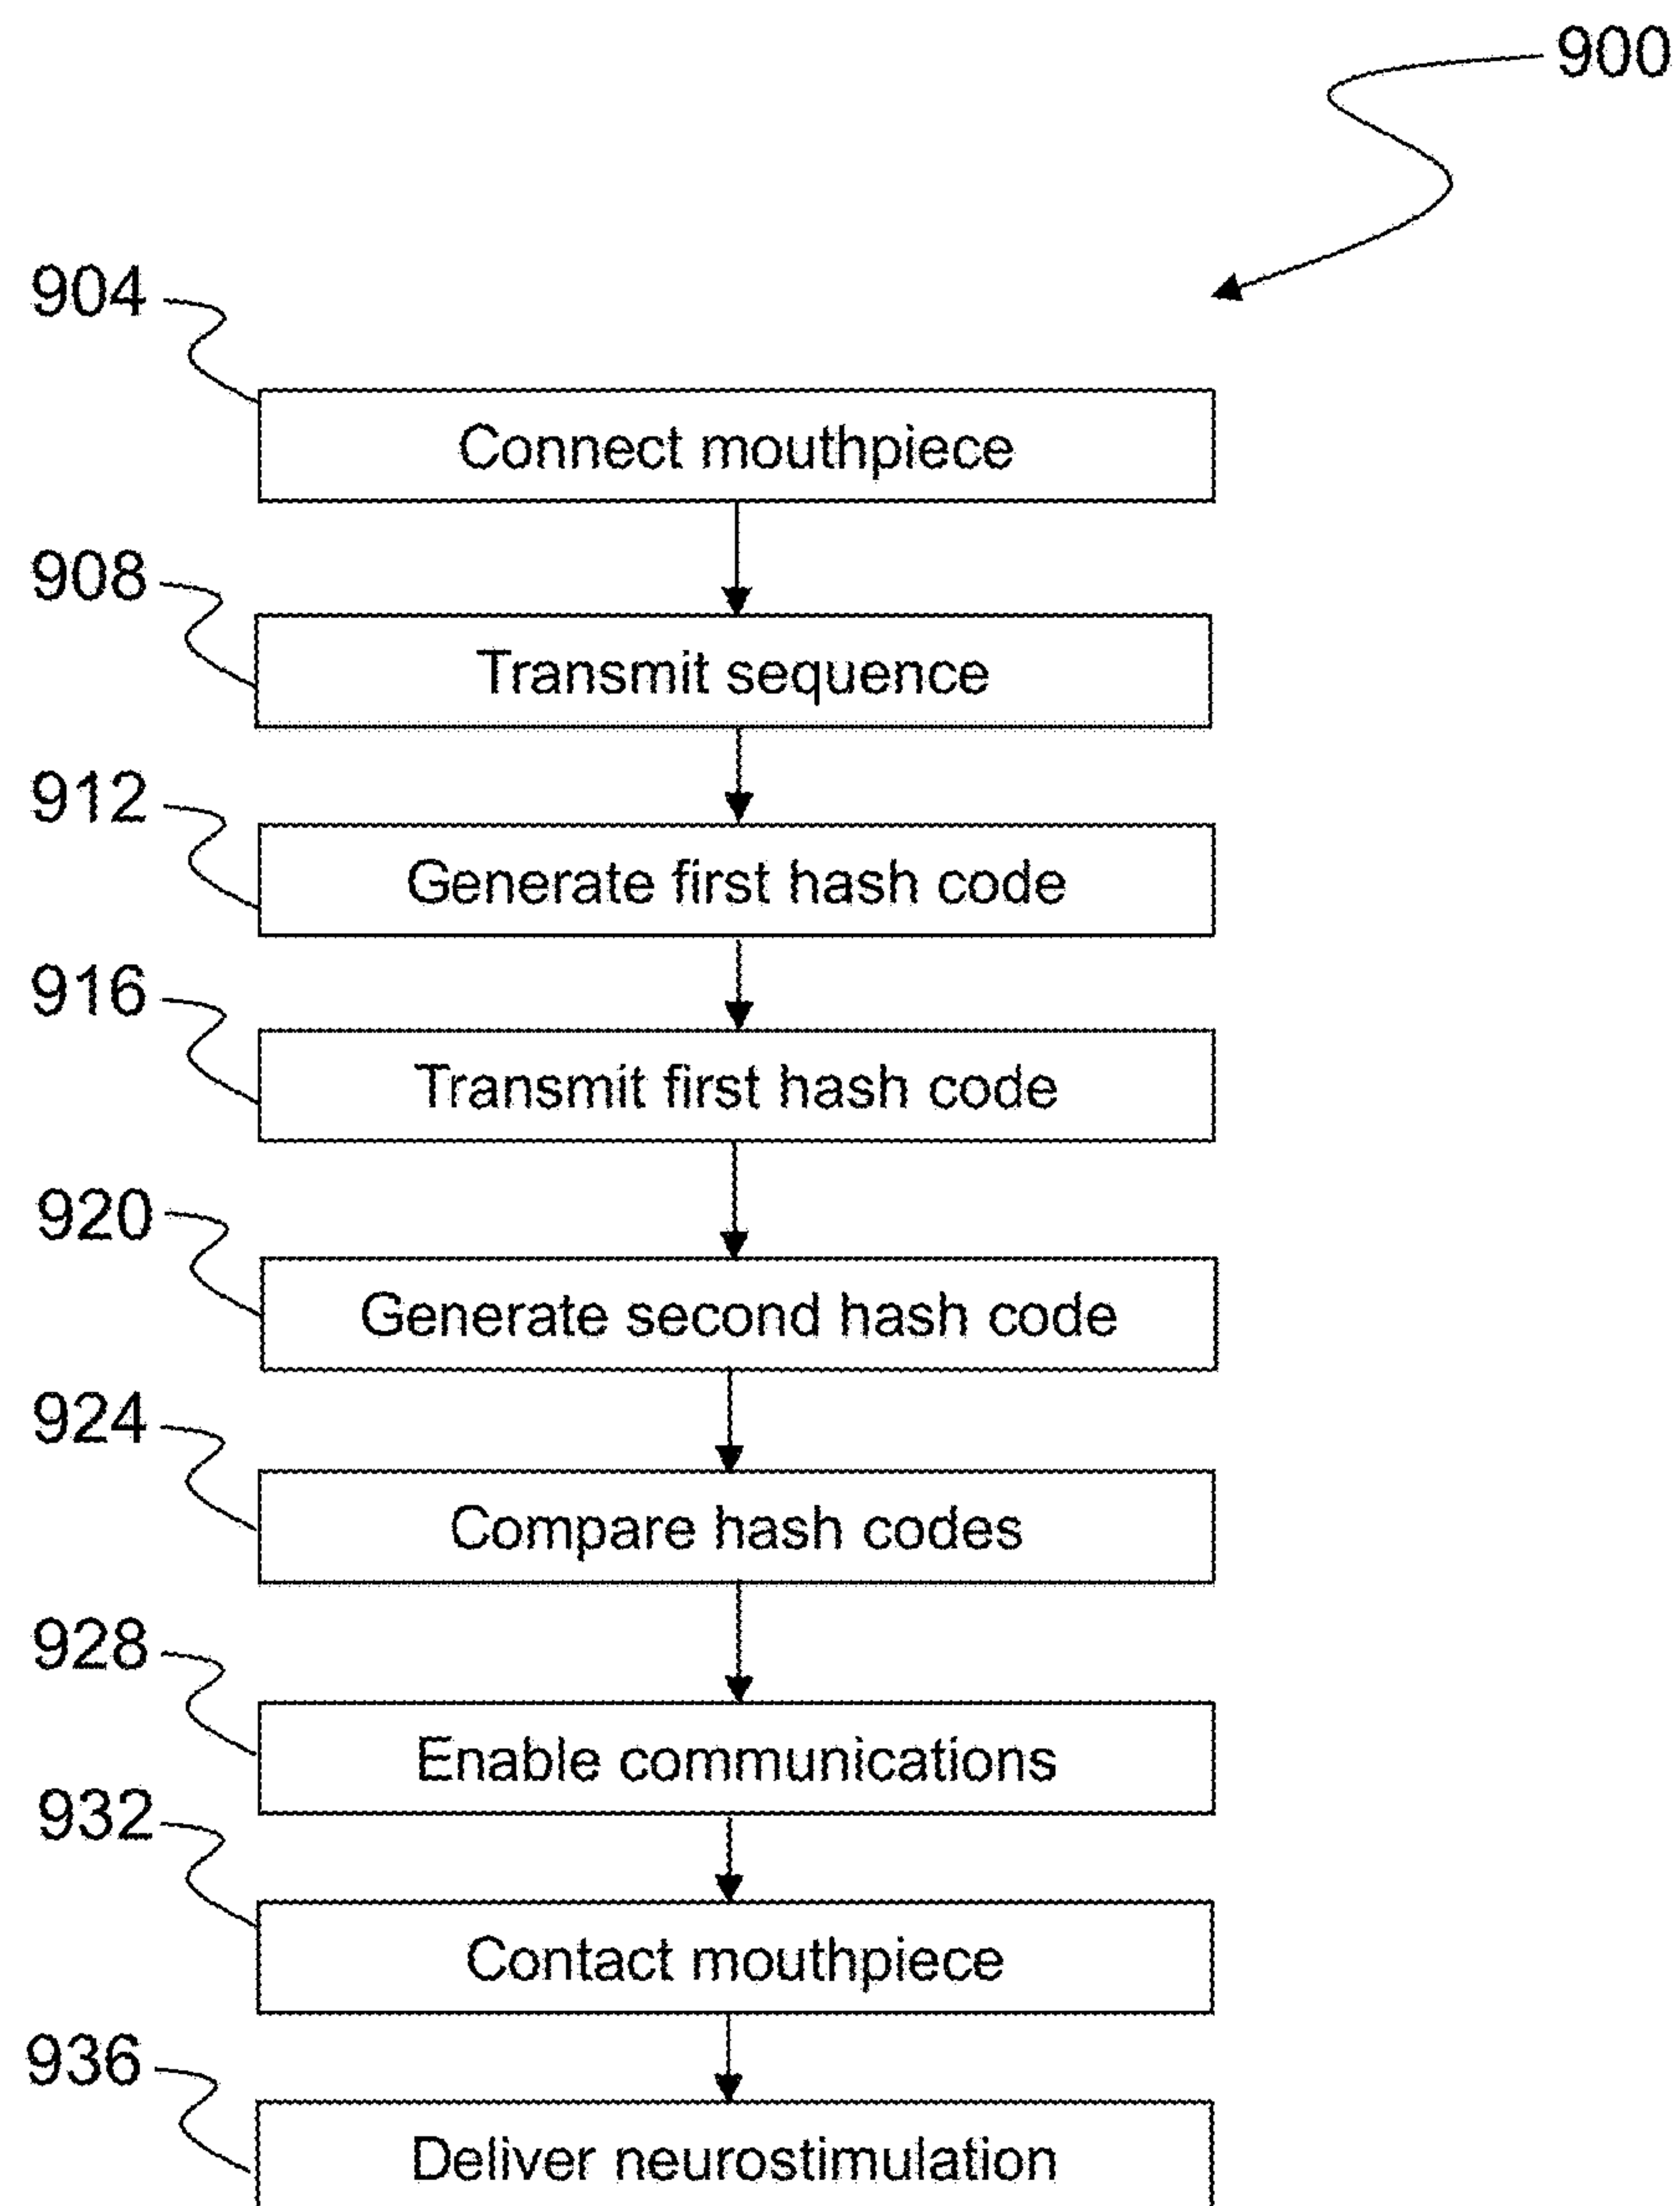 900
904
Connect mouthpiece
908
Transmit sequence
912
Generate first hash code
916
Transmit first hash code
920
Generate second hash code
924
Compare hash codes
928
Enable communications
932
Contact mouthpiece
936
Deliver neurostimulation